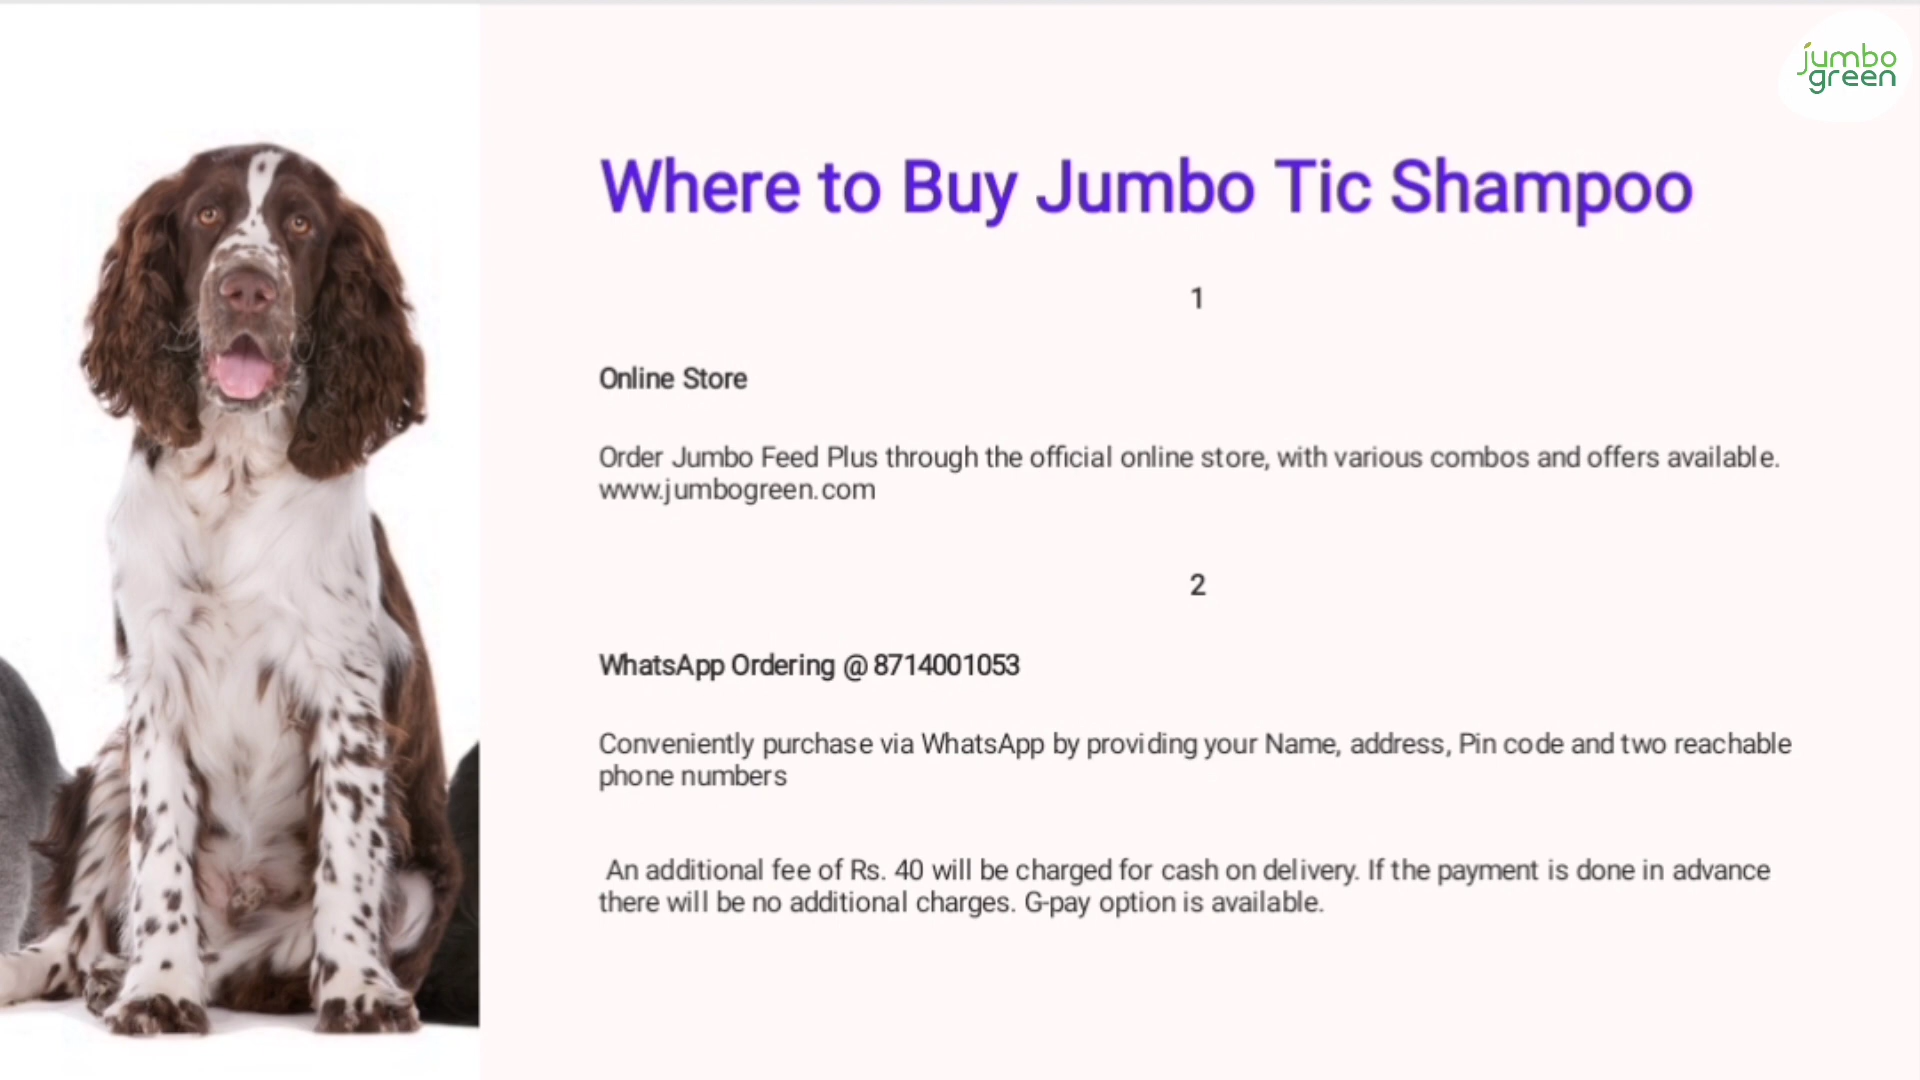 jumbo
green
Where to Buy Jumbo Tic Shampoo
1
Online Store
Order Jumbo Feed Plus through the official online store, with various combos and offers available.
www.jumbogreen.com
2
WhatsApp Ordering @ 8714001053
Conveniently purchase via WhatsApp by providing your Name, address, Pin code and two reachable
phone numbers
An additional fee of Rs. 40 will be charged for cash on delivery. If the payment is done in advance
there will be no additional charges. G-pay option is available.